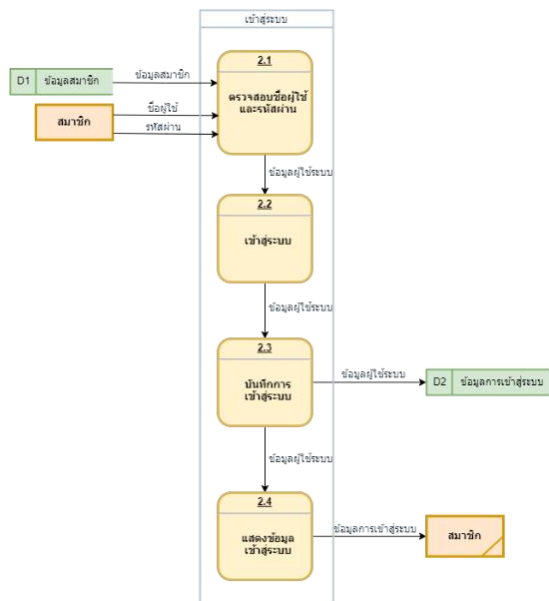 เข้าสู่ระบบ
2.1
D1 ข้อมูลสมาชิก
ข้อมูลสมาชิก
ตรวจสอบชื่อผู้ใช้
และรหัสผ่าน
สมาชิก
ชื่อผู้ใช้
รหัสผ่าน
ข้อมูลผู้ใช้ระบบ
2.2
เข้าสู่ระบบ
ข้อมูลผู้ใช้ระบบ
2.3
บันทึกการ
เข้าสู่ระบบ
ข้อมูลผู้ใช้ระบบ
D2 ข้อมูลการเข้าสู่ระบบ
ข้อมูลผู้ใช้ระบบ
2.4
แสดงข้อมูล
เข้าสู่ระบบ
ข้อมูลการเข้าสู่ระบบ
สมาชิก